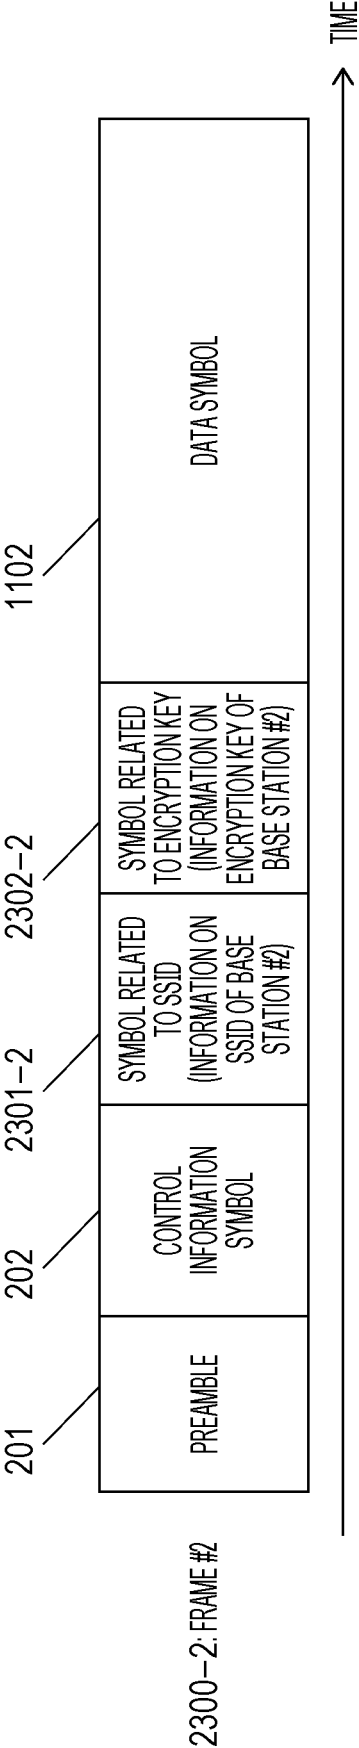 201
202
2301-2
2302-2
1102
2300-2: FRAME #2
PREAMBLE
CONTROL
INFORMATION
SYMBOL
SYMBOL RELATED
TO SSID
(INFORMATION ON
SSID OF BASE
STATION #2)
SYMBOL RELATED
TO ENCRYPTION KEY
(INFORMATION ON
ENCRYPTION KEY OF
BASE STATION #2)
DATA SYMBOL
TIME